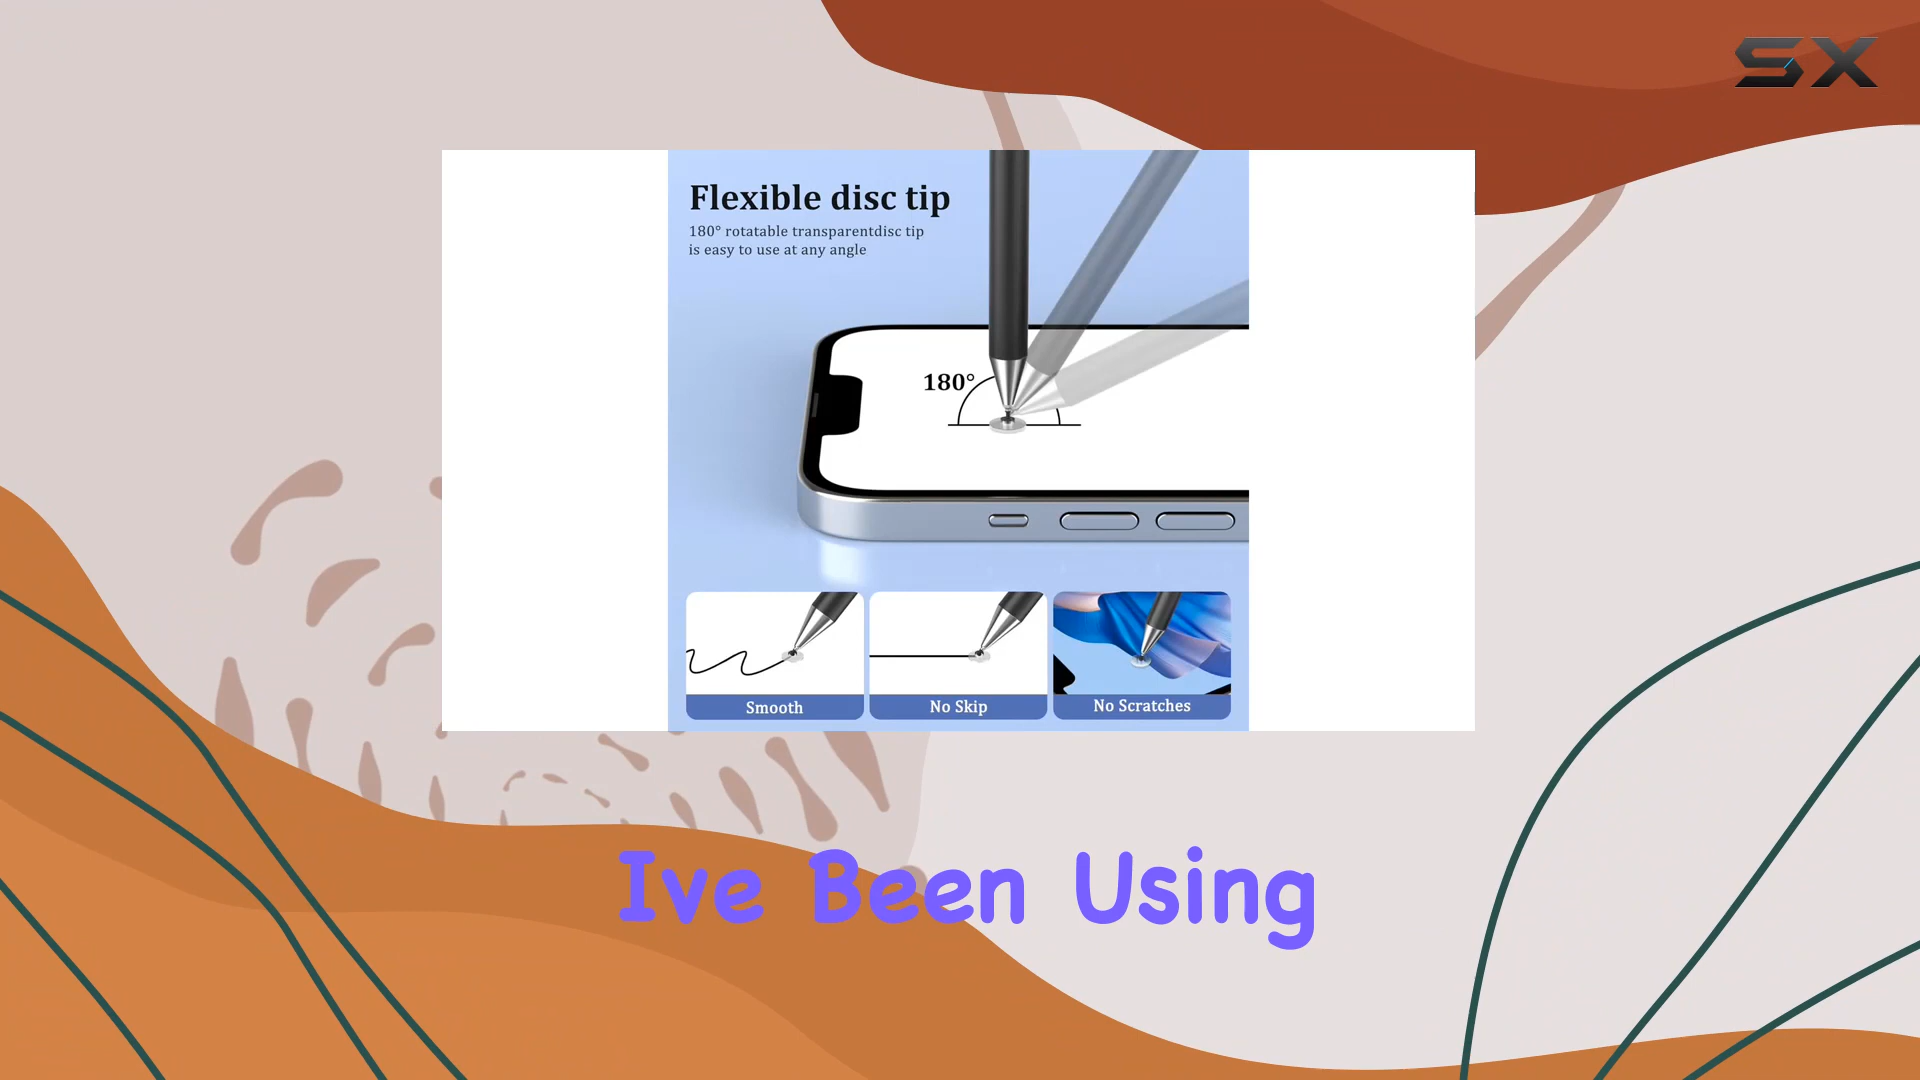 SX
Flexible disc tip
180° rotatable transparentdisc tip
is easy to use at any angle
180°
Smooth
No Skip
No Scratches
Ive Been Using